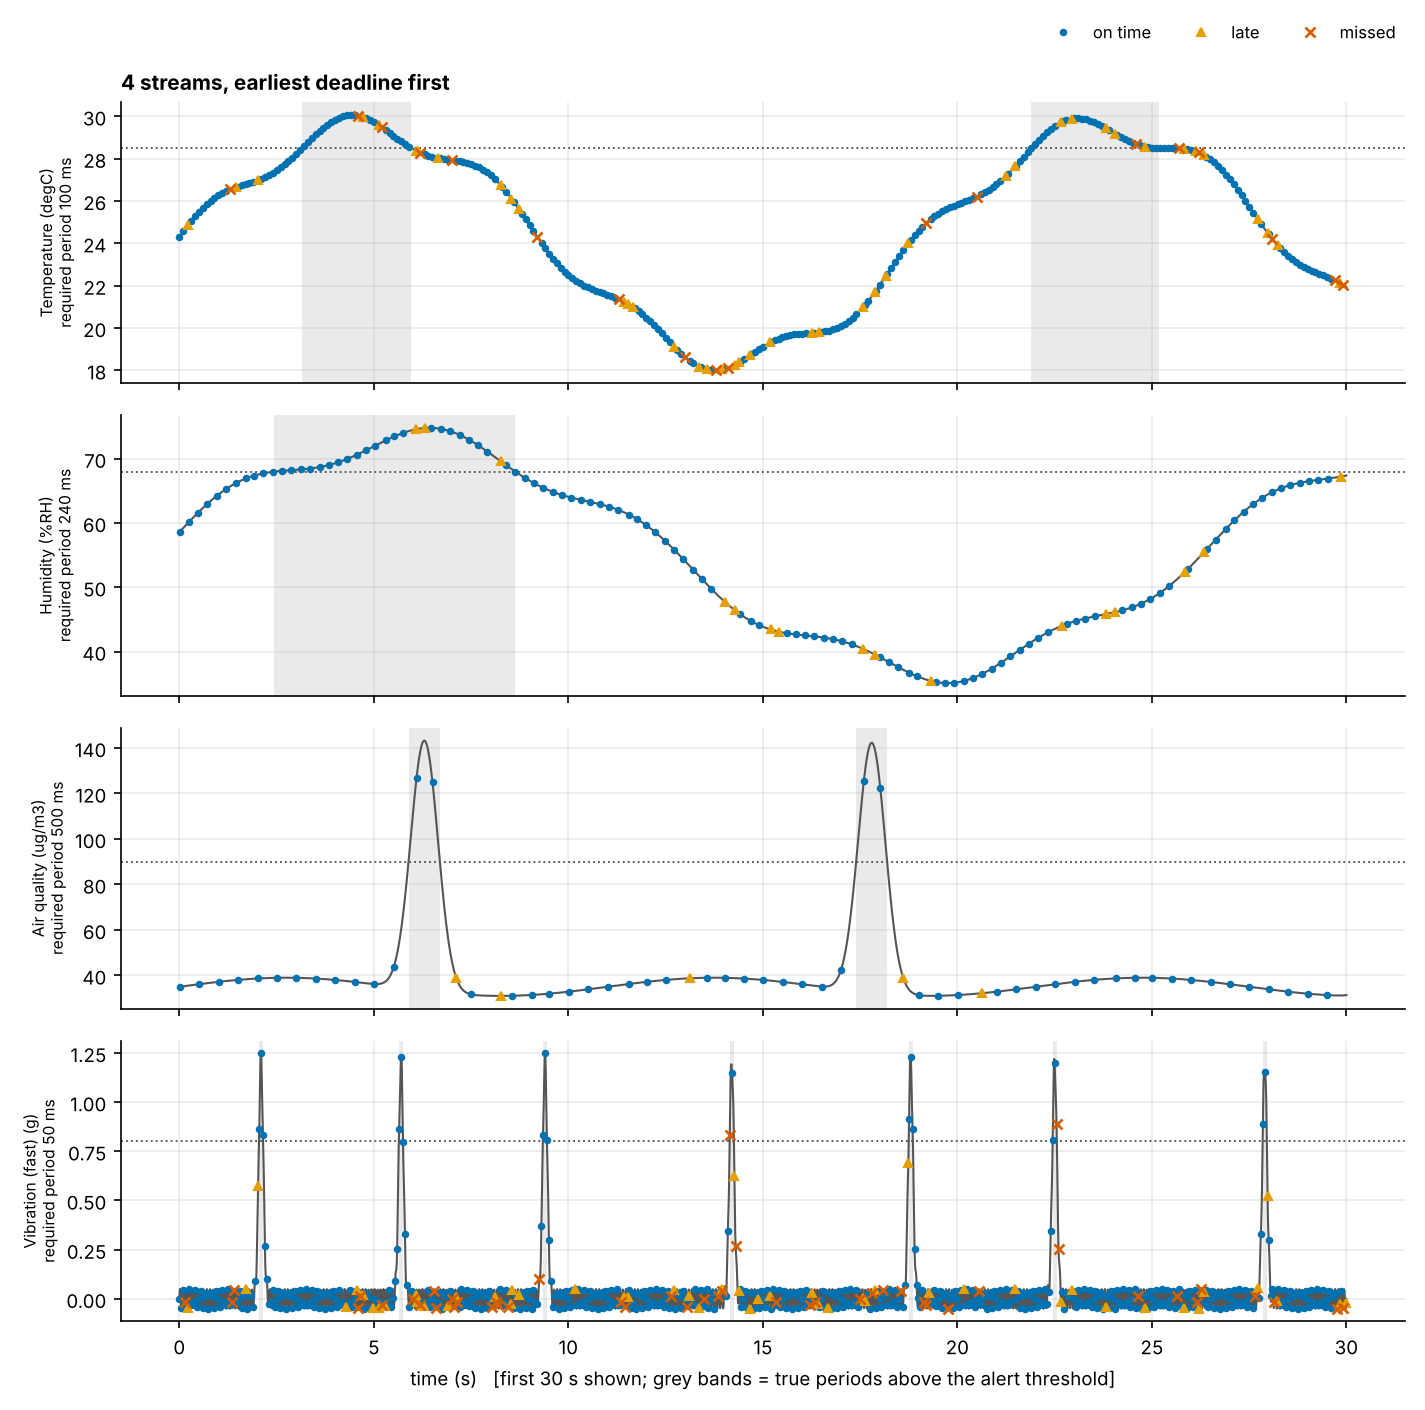 on time
late
missed
4 streams, earliest deadline first
30
28
26
24
22
20
18
Temperature (degC)
required period 100 ms
70
60
50
40
Humidity (%RH)
required period 240 ms
140
120
100
80
60
40
Air quality (ug/m3)
required period 500 ms
1.25
1.00
0.75
0.50
0.25
0.00
Vibration (fast) (g)
required period 50 ms
0 5 10 15 20 25 30
time (s) [first 30 s shown; grey bands = true periods above the alert threshold]